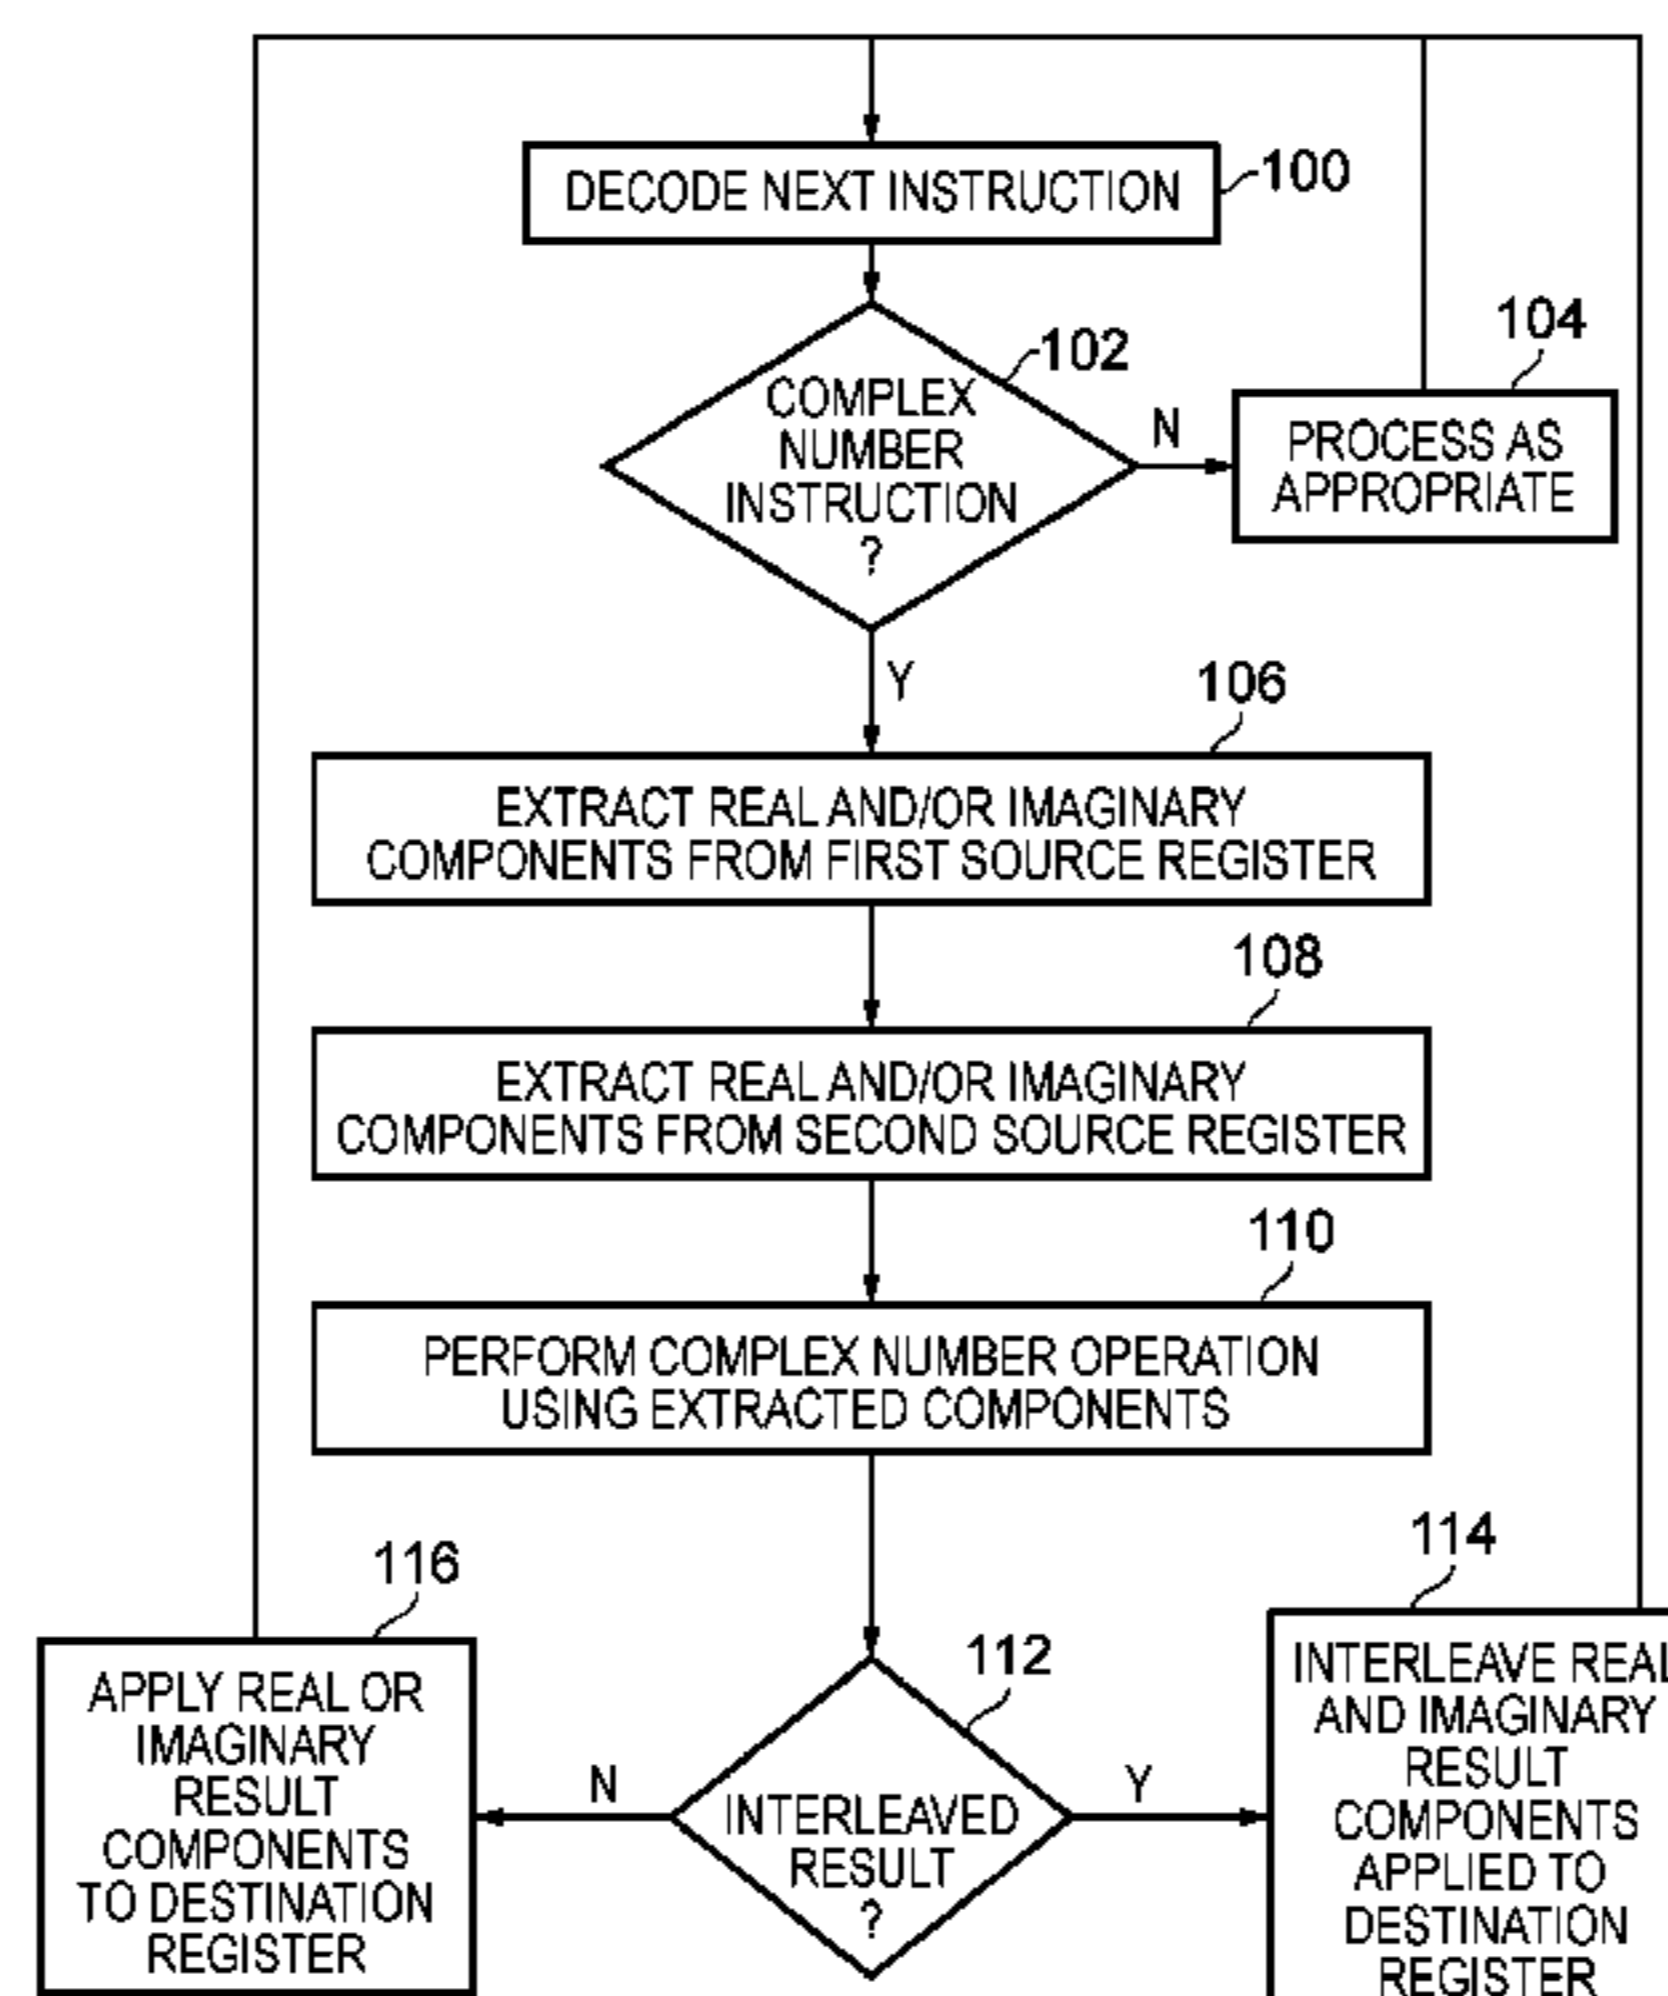 DECODE NEXT INSTRUCTION
100
102
COMPLEX
NUMBER
INSTRUCTION
?
N
104
PROCESS AS
APPROPRIATE
Y
106
EXTRACT REAL AND/OR IMAGINARY
COMPONENTS FROM FIRST SOURCE REGISTER
108
EXTRACT REAL AND/OR IMAGINARY
COMPONENTS FROM SECOND SOURCE REGISTER
110
PERFORM COMPLEX NUMBER OPERATION
USING EXTRACTED COMPONENTS
116
APPLY REAL OR
IMAGINARY
RESULT
COMPONENTS
TO DESTINATION
REGISTER
N
112
INTERLEAVED
RESULT
?
Y
114
INTERLEAVE REAL
AND IMAGINARY
RESULT
COMPONENTS
APPLIED TO
DESTINATION
REGISTER